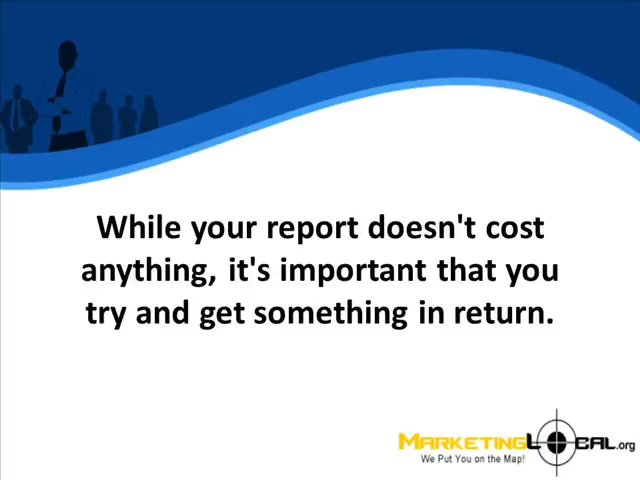 While your report doesn't cost
anything, it's important that you
try and get something in return.
MarketingLocal.org
We Put You on the Map!